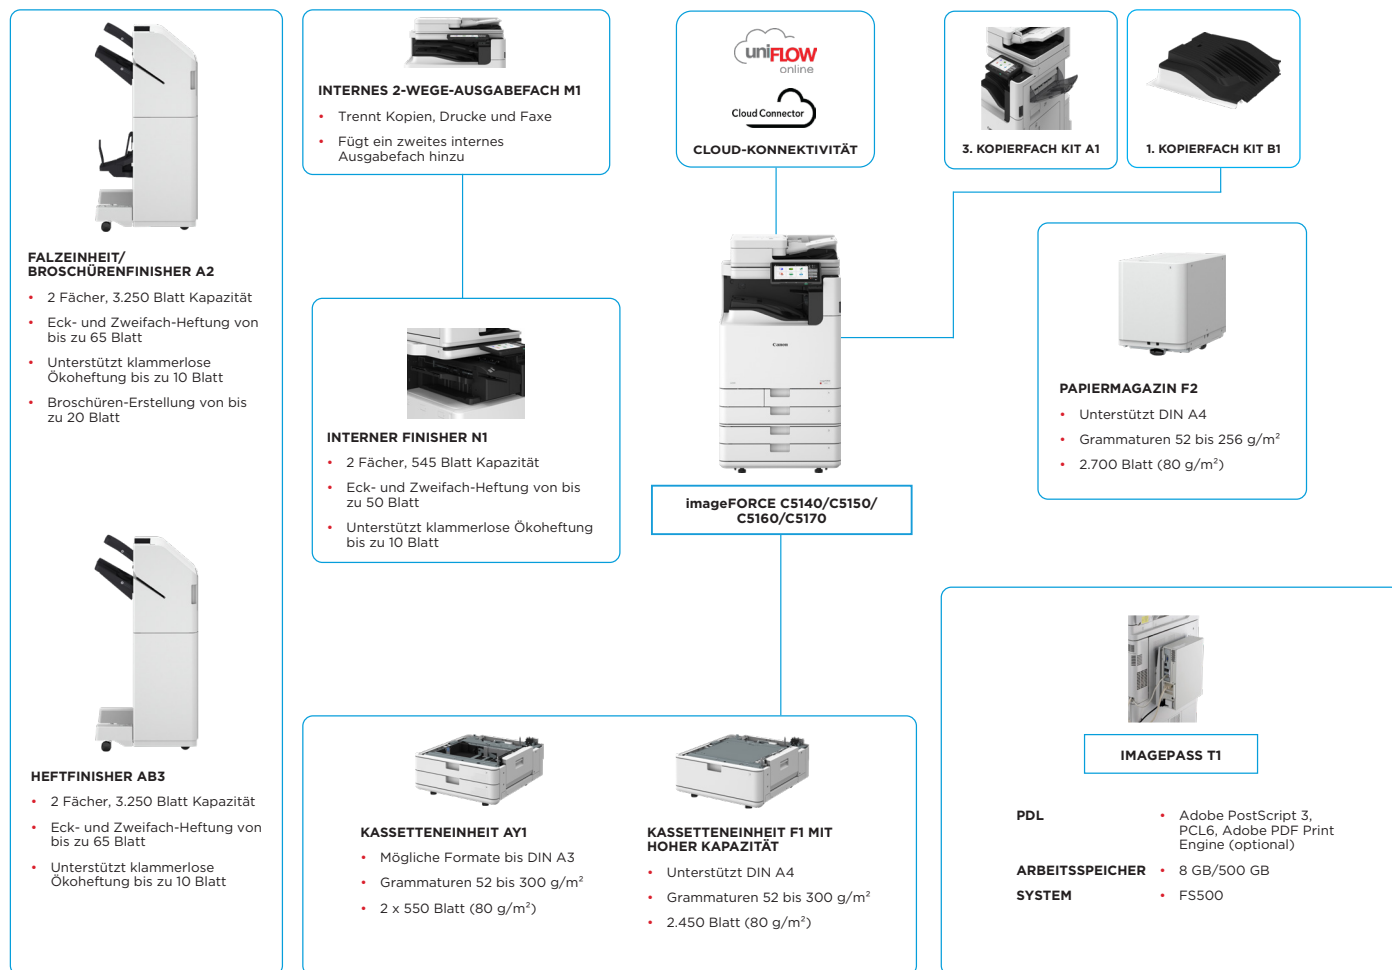 FALZEINHEIT/
BROSCHÜRENFINISHER A2
• 2 Fächer, 3.250 Blatt Kapazität
• Eck- und Zweifach-Heftung von
bis zu 65 Blatt
• Unterstützt klammerlose
Ökoheftung bis zu 10 Blatt
• Broschüren-Erstellung von bis
zu 20 Blatt
HEFTFINISHER AB3
• 2 Fächer, 3.250 Blatt Kapazität
• Eck- und Zweifach-Heftung von
bis zu 65 Blatt
• Unterstützt klammerlose
Ökoheftung bis zu 10 Blatt
INTERNES 2-WEGE-AUSGABEFACH M1
• Trennt Kopien, Drucke und Faxe
• Fügt ein zweites internes
Ausgabefach hinzu
INTERNER FINISHER N1
• 2 Fächer, 545 Blatt Kapazität
• Eck- und Zweifach-Heftung von bis
zu 50 Blatt
• Unterstützt klammerlose Ökoheftung
bis zu 10 Blatt
uniFLOW
online
Cloud Connector
CLOUD-KONNEKTIVITÄT
Canon
imageFORCE C5140/C5150/
C5160/C5170
3. KOPIERFACH KIT A1
1. KOPIERFACH KIT B1
PAPIERMAGAZIN F2
• Unterstützt DIN A4
• Grammaturen 52 bis 256 g/m²
• 2.700 Blatt (80 g/m²)
KASSETTENEINHEIT AY1
• Mögliche Formate bis DIN A3
• Grammaturen 52 bis 300 g/m²
• 2 x 550 Blatt (80 g/m²)
KASSETTENEINHEIT F1 MIT
HOHER KAPAZITÄT
• Unterstützt DIN A4
• Grammaturen 52 bis 300 g/m²
• 2.450 Blatt (80 g/m²)
IMAGEPASS T1
PDL • Adobe PostScript 3,
PCL6, Adobe PDF Print
Engine (optional)
ARBEITSSPEICHER • 8 GB/500 GB
SYSTEM • FS500